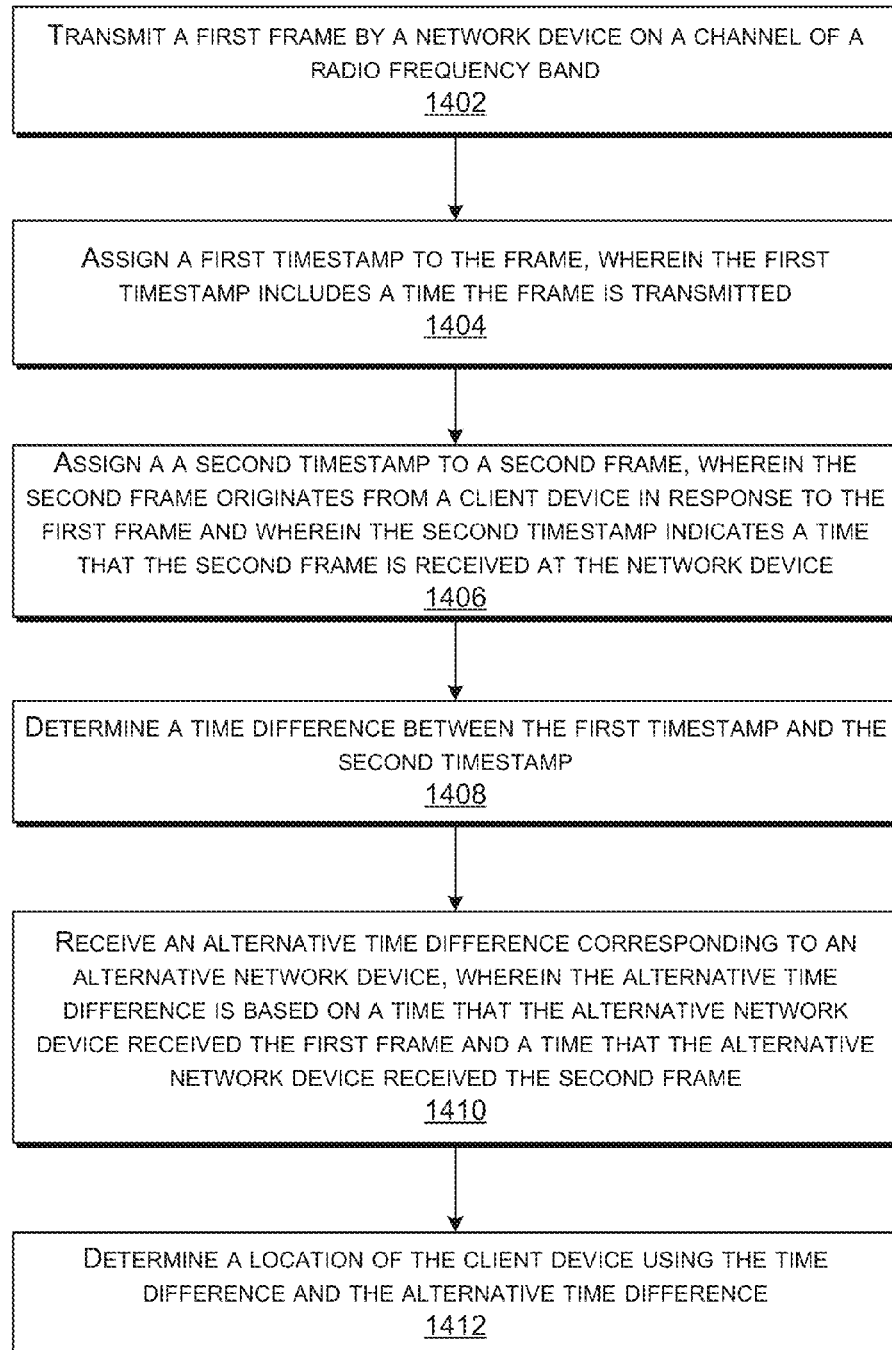 TRANSMIT A FIRST FRAME BY A NETWORK DEVICE ON A CHANNEL OF A
RADIO FREQUENCY BAND
1402
ASSIGN A FIRST TIMESTAMP TO THE FRAME, WHEREIN THE FIRST
TIMESTAMP INCLUDES A TIME THE FRAME IS TRANSMITTED
1404
ASSIGN A A SECOND TIMESTAMP TO A SECOND FRAME, WHEREIN THE
SECOND FRAME ORIGINATES FROM A CLIENT DEVICE IN RESPONSE TO THE
FIRST FRAME AND WHEREIN THE SECOND TIMESTAMP INDICATES A TIME
THAT THE SECOND FRAME IS RECEIVED AT THE NETWORK DEVICE
1406
DETERMINE A TIME DIFFERENCE BETWEEN THE FIRST TIMESTAMP AND THE
SECOND TIMESTAMP
1408
RECEIVE AN ALTERNATIVE TIME DIFFERENCE CORRESPONDING TO AN
ALTERNATIVE NETWORK DEVICE, WHEREIN THE ALTERNATIVE TIME
DIFFERENCE IS BASED ON A TIME THAT THE ALTERNATIVE NETWORK
DEVICE RECEIVED THE FIRST FRAME AND A TIME THAT THE ALTERNATIVE
NETWORK DEVICE RECEIVED THE SECOND FRAME
1410
DETERMINE A LOCATION OF THE CLIENT DEVICE USING THE TIME
DIFFERENCE AND THE ALTERNATIVE TIME DIFFERENCE
1412